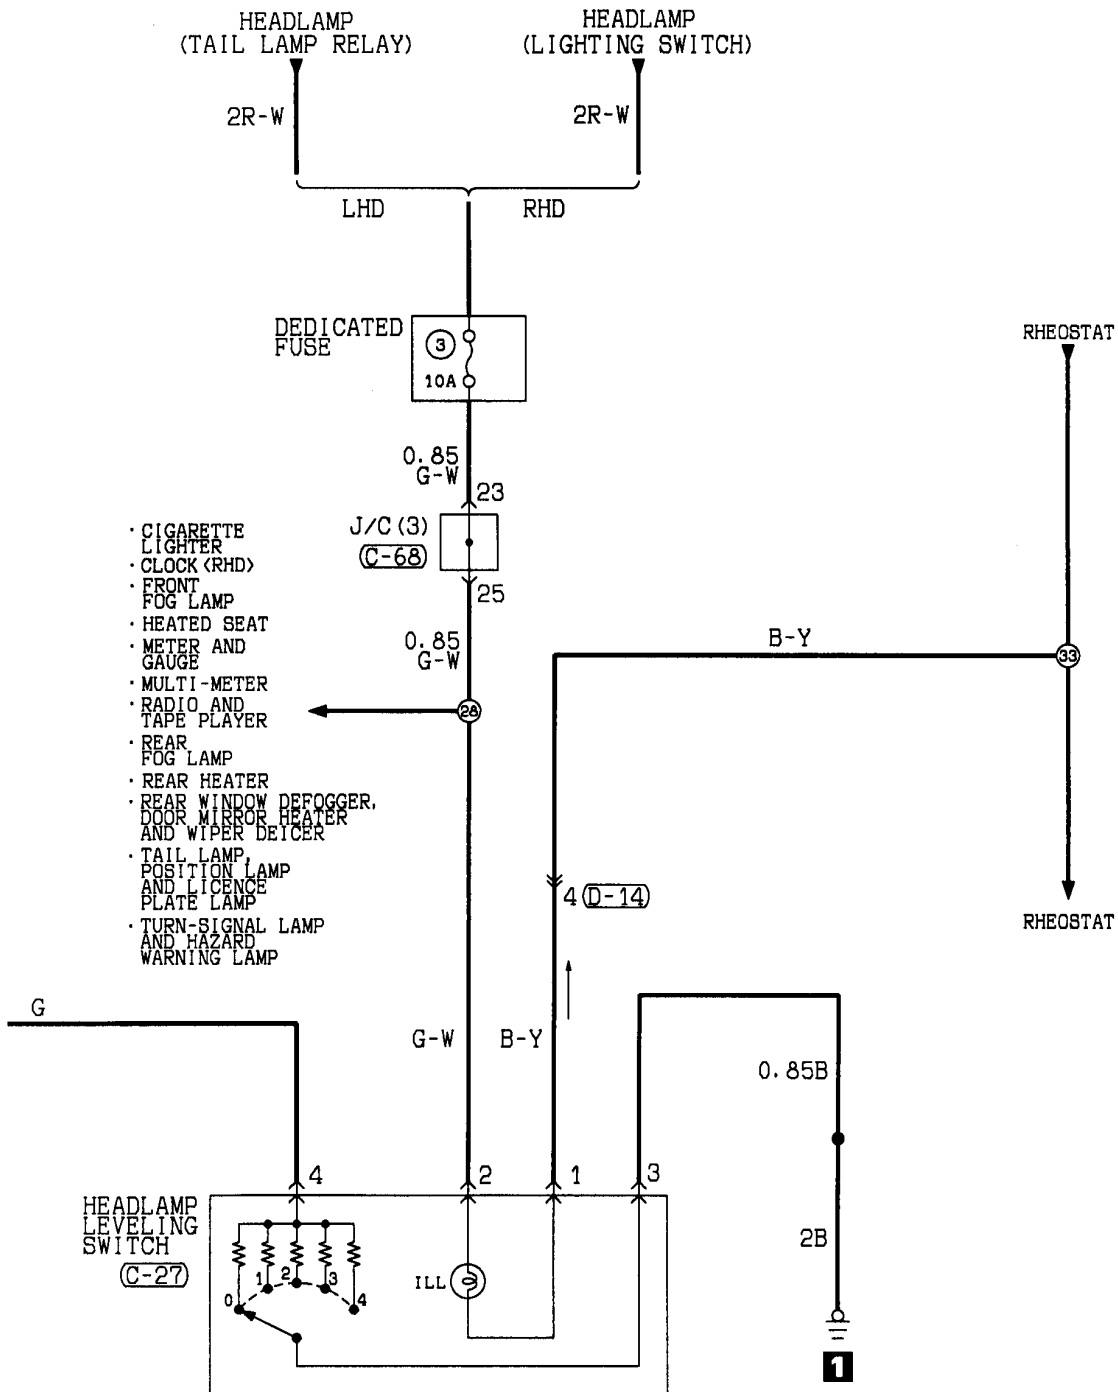 HEADLAMP
(TAIL LAMP RELAY)
HEADLAMP
(LIGHTING SWITCH)
2R-W
2R-W
LHD
RHD
DEDICATED
FUSE
3
10A
RHEOSTAT
0.85
G-W
23
J/C(3)
C-68
25
0.85
G-W
· CIGARETTE
LIGHTER
· CLOCK<RHD>
· FRONT
FOG LAMP
· HEATED SEAT
· METER AND
GAUGE
· MULTI-METER
· RADIO AND
TAPE PLAYER
· REAR
FOG LAMP
· REAR HEATER
· REAR WINDOW DEFOGGER,
DOOR MIRROR HEATER
AND WIPER DEICER
· TAIL LAMP,
POSITION LAMP
AND LICENCE
PLATE LAMP
· TURN-SIGNAL LAMP
AND HAZARD
WARNING LAMP
28
B-Y
33
4 D-14
RHEOSTAT
G
G-W
B-Y
0.85B
4
2
1
3
HEADLAMP
LEVELING
SWITCH
C-27
0
1
2
3
4
ILL
2B
1